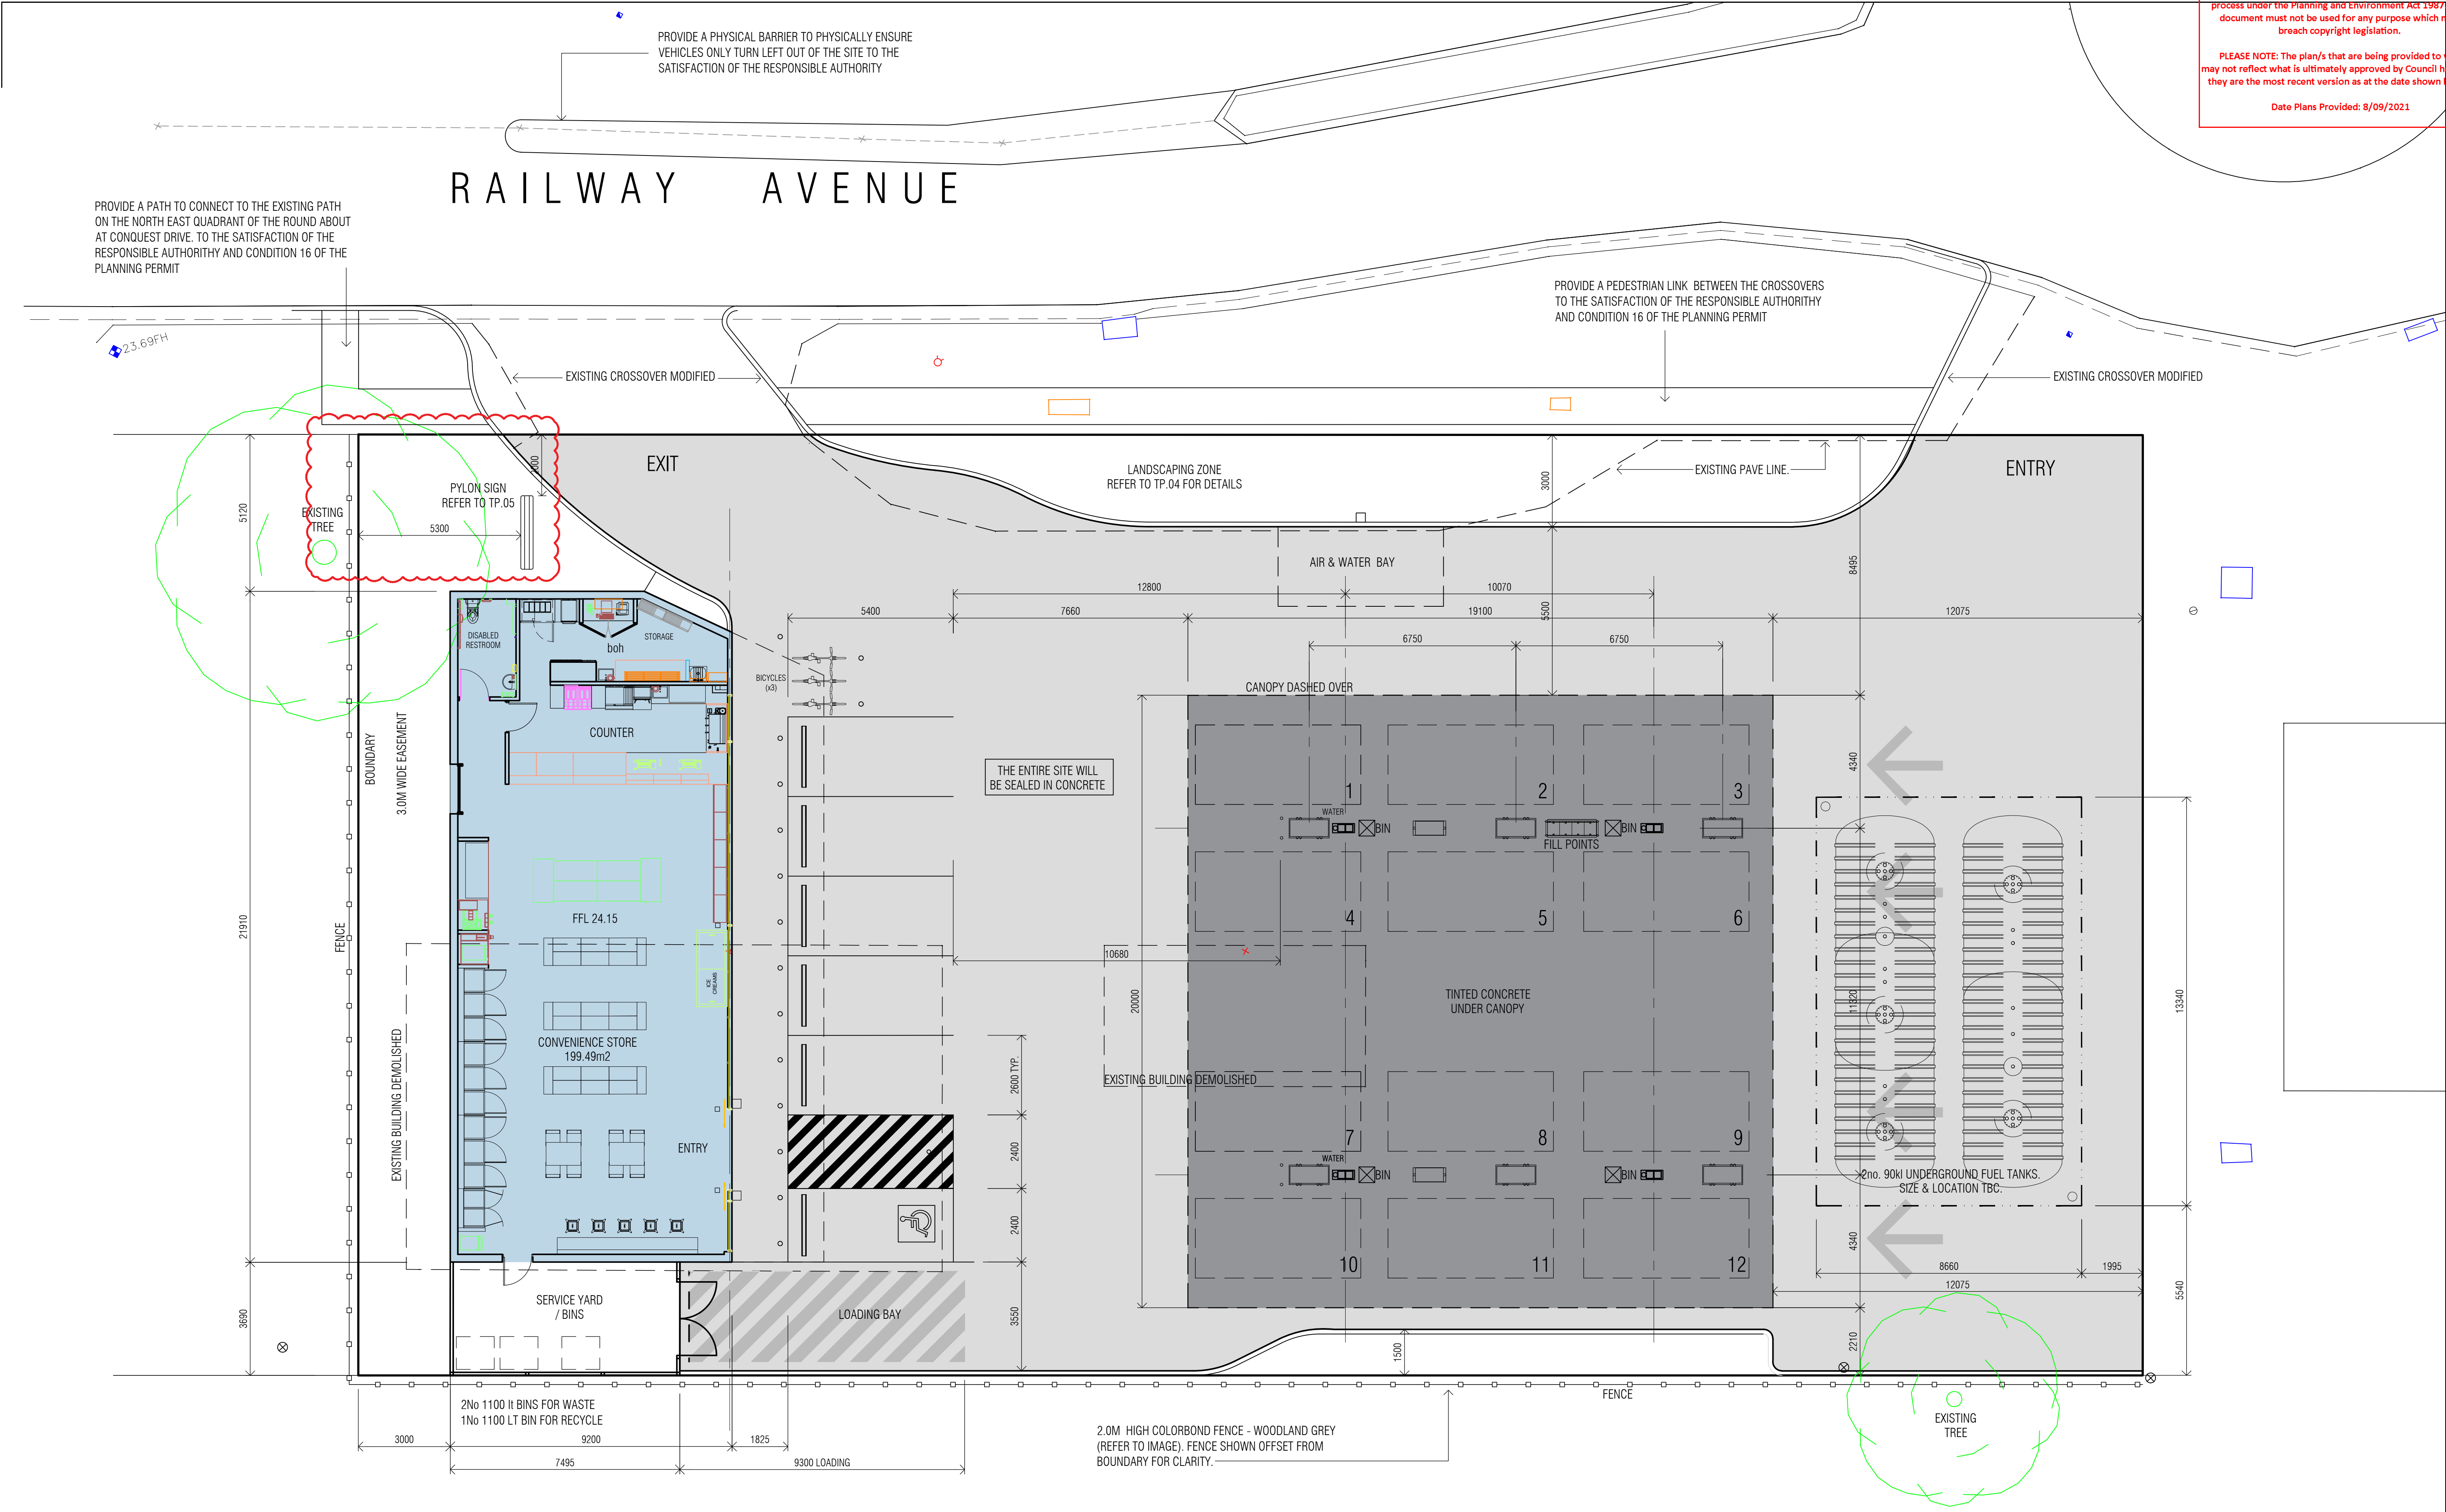 process under the Planning and Environment Act 1987
document must not be used for any purpose which
breach copyright legislation.
PLEASE NOTE: The plan/s that are being provided to
may not reflect what is ultimately approved by Council
they are the most recent version as at the date shown
Date Plans Provided: 8/09/2021
PROVIDE A PHYSICAL BARRIER TO PHYSICALLY ENSURE
VEHICLES ONLY TURN LEFT OUT OF THE SITE TO THE
SATISFACTION OF THE RESPONSIBLE AUTHORITY
RAILWAY AVENUE
PROVIDE A PATH TO CONNECT TO THE EXISTING PATH
ON THE NORTH EAST QUADRANT OF THE ROUND ABOUT
AT CONQUEST DRIVE. TO THE SATISFACTION OF THE
RESPONSIBLE AUTHORITHY AND CONDITION 16 OF THE
PLANNING PERMIT
PROVIDE A PEDESTRIAN LINK BETWEEN THE CROSSOVERS
TO THE SATISFACTION OF THE RESPONSIBLE AUTHORITHY
AND CONDITION 16 OF THE PLANNING PERMIT
23.69FH
EXISTING CROSSOVER MODIFIED
EXISTING CROSSOVER MODIFIED
EXIT
ENTRY
LANDSCAPING ZONE
REFER TO TP.04 FOR DETAILS
EXISTING PAVE LINE.
3000
PYLON SIGN
REFER TO TP.05
EXISTING
TREE
5300
5120
8495
5500
AIR & WATER BAY
12800
10070
5400
7660
19100
12075
6750
6750
DISABLED
RESTROOM
STORAGE
boh
BICYCLES
(x3)
CANOPY DASHED OVER
COUNTER
BOUNDARY
3.0M WIDE EASEMENT
THE ENTIRE SITE WILL
BE SEALED IN CONCRETE
1
2
3
4340
WATER
BIN
BIN
FILL POINTS
FFL 24.15
4
5
6
21910
FENCE
10680
ICE
CREAMS
20000
TINTED CONCRETE
UNDER CANOPY
11320
13340
CONVENIENCE STORE
199.49m2
EXISTING BUILDING DEMOLISHED
2600 TYP.
EXISTING BUILDING DEMOLISHED
7
8
9
2400
ENTRY
WATER
BIN
BIN
2no. 90kl UNDERGROUND FUEL TANKS.
SIZE & LOCATION TBC.
2400
4340
10
11
12
8660
1995
12075
5540
SERVICE YARD
/ BINS
LOADING BAY
3690
3550
1500
2210
FENCE
2No 1100 lt BINS FOR WASTE
1No 1100 LT BIN FOR RECYCLE
2.0M HIGH COLORBOND FENCE - WOODLAND GREY
(REFER TO IMAGE). FENCE SHOWN OFFSET FROM
BOUNDARY FOR CLARITY.
EXISTING
TREE
3000
9200
1825
7495
9300 LOADING